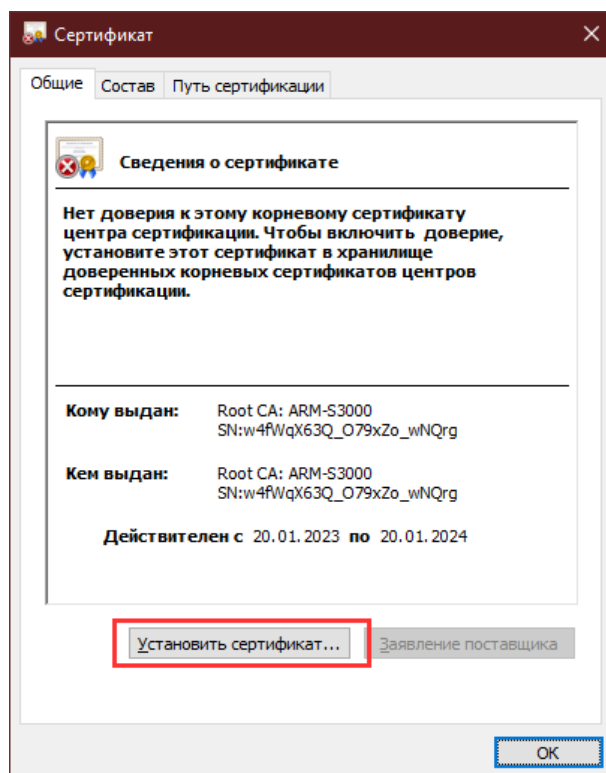 Сертификат
Общие Состав Путь сертификации
Сведения о сертификате
Нет доверия к этому корневому сертификату
центра сертификации. Чтобы включить доверие,
установите этот сертификат в хранилище
доверенных корневых сертификатов центров
сертификации.
Кому выдан: Root CA: ARM-S3000
SN:w4fWqX63Q_O79xZo_wNQrg
Кем выдан: Root CA: ARM-S3000
SN:w4fWqX63Q_O79xZo_wNQrg
Действителен с 20.01.2023 по 20.01.2024
Установить сертификат... Заявление поставщика
ОК